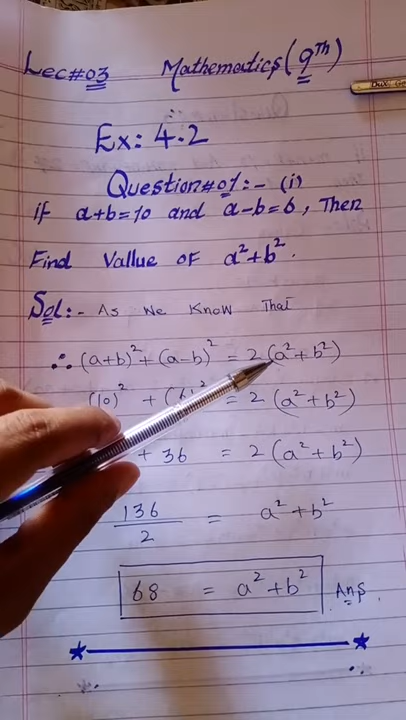 Lec#03 Mathematics (9Th)
Ex: 4.2
Question#01:- (i)
if a+b=10 and a-b=6, Then
Find Vallue OF a²+b².
Sol:- As We Know That
∴ (a+b)²+(a-b)² = 2(a²+b²)
(10)² + (6)² = 2(a²+b²)
+ 36 = 2(a²+b²)
136/2 = a²+b²
68 = a²+b² Ans.